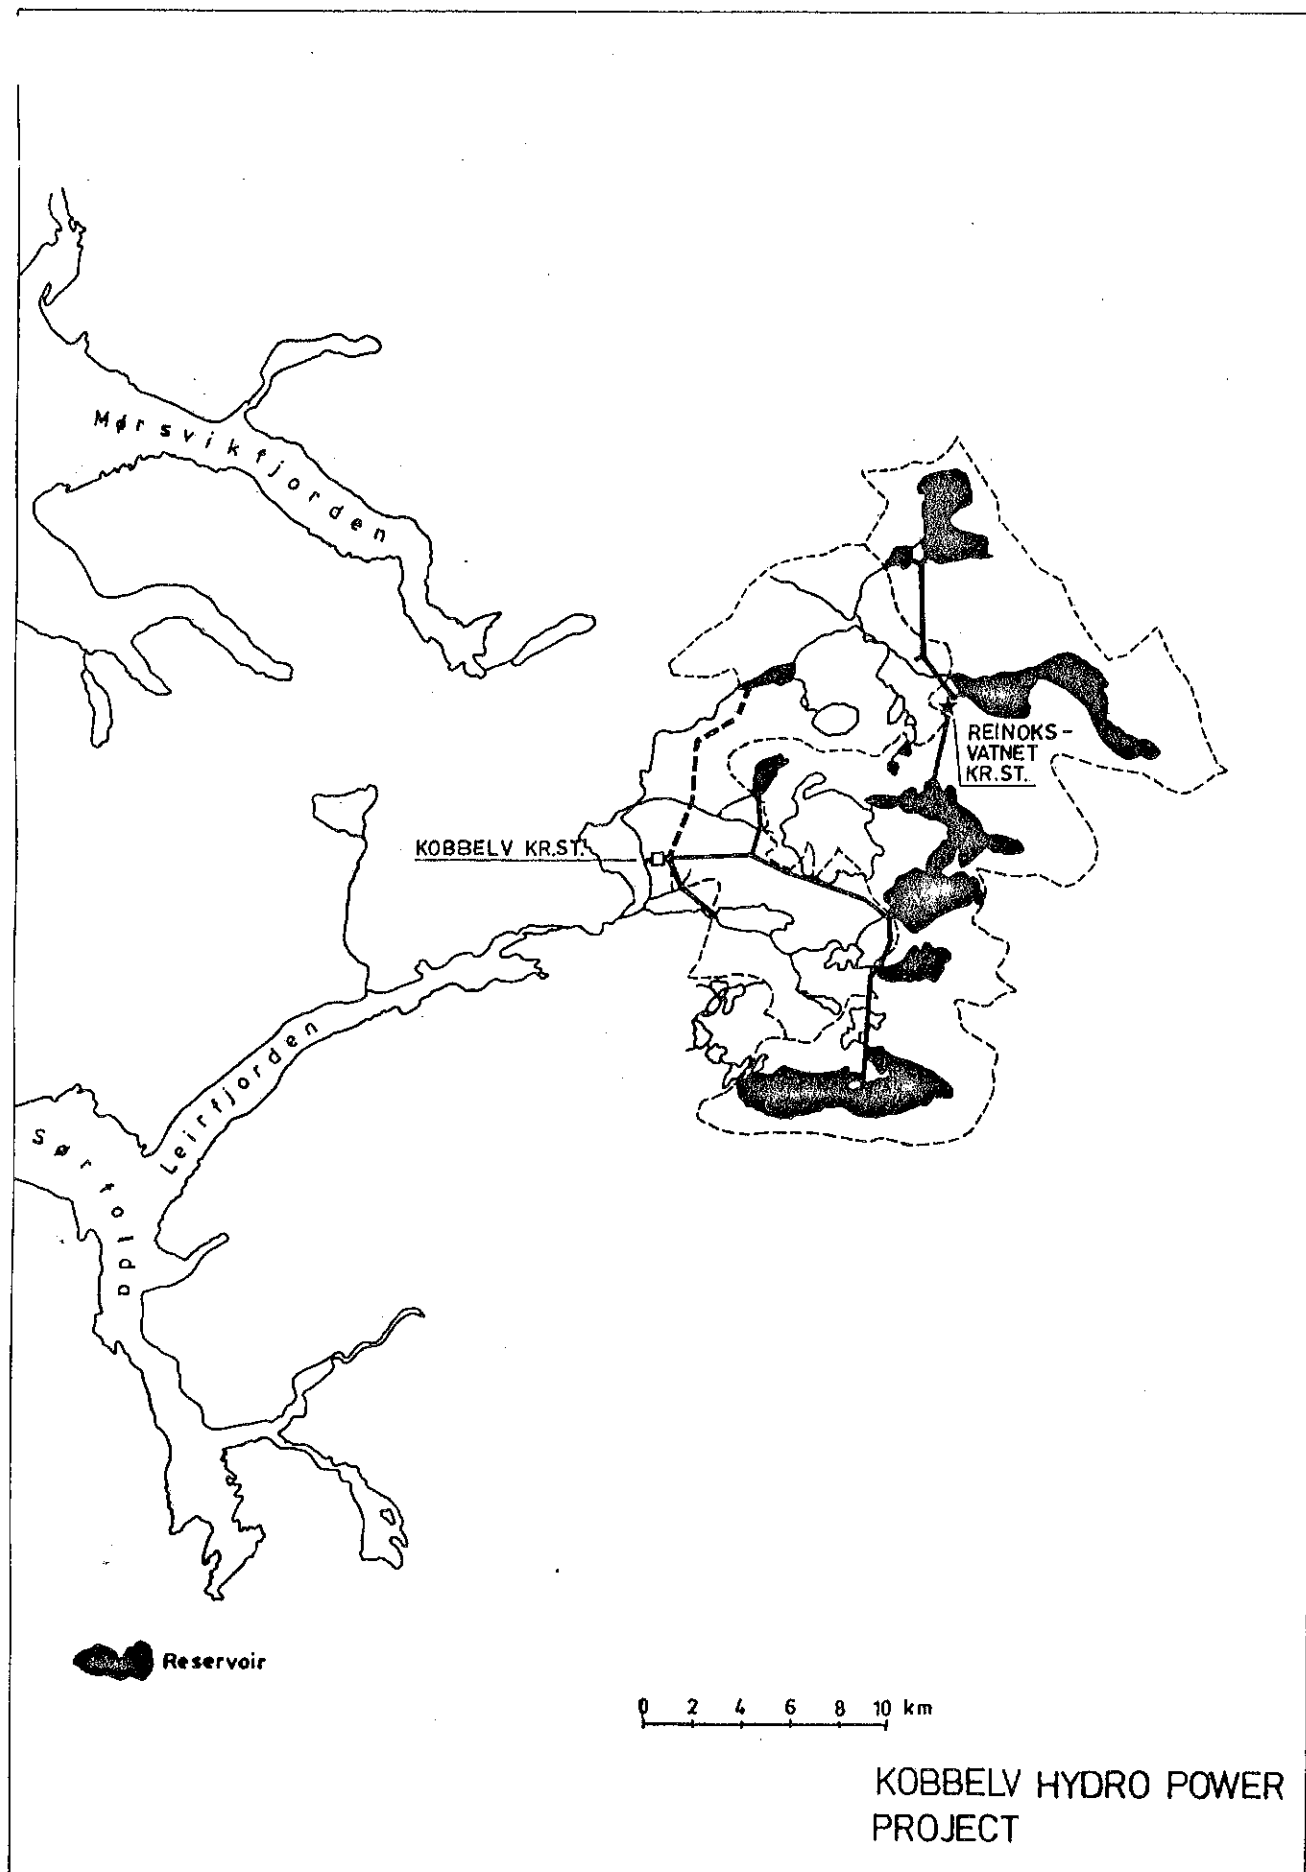 Mørsvikfjorden
REINOKS-
VATNET
KR.ST.
KOBBELV KR.ST.
Leirfjorden
Sørfolda
Reservoir
0 2 4 6 8 10 km
KOBBELV HYDRO POWER
PROJECT